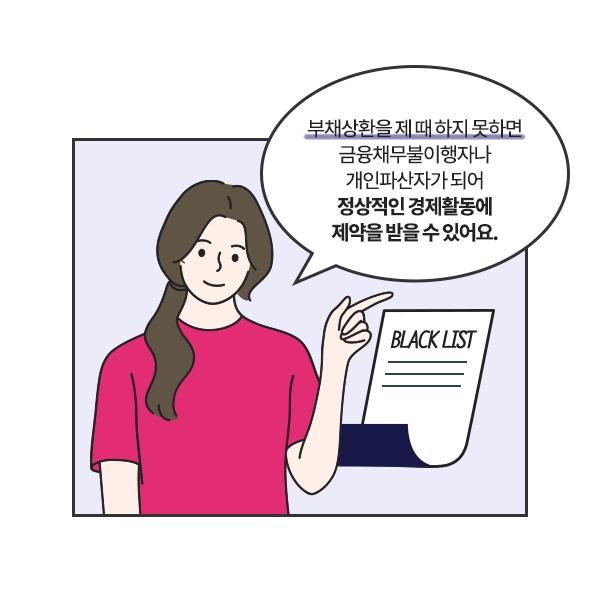 부채상환을 제 때 하지 못하면
금융채무불이행자나
개인파산자가 되어
정상적인 경제활동에
제약을 받을 수 있어요.
BLACK LIST